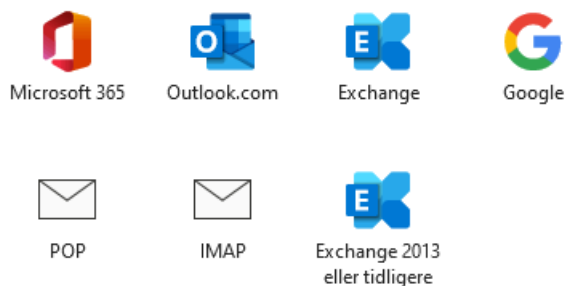 Microsoft 365
Outlook.com
Exchange
Google
POP
IMAP
Exchange 2013
eller tidligere